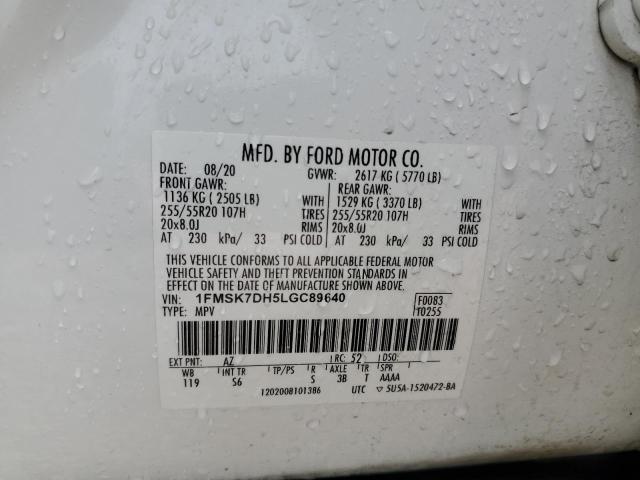 MFD. BY FORD MOTOR CO.
DATE: 08/20 GVWR: 2617 KG ( 5770 LB)
FRONT GAWR: REAR GAWR:
1136 KG ( 2505 LB) WITH 1529 KG ( 3370 LB) WITH
255/55R20 107H TIRES 255/55R20 107H TIRES
20x8.0J RIMS 20x8.0J RIMS
AT 230 kPa/ 33 PSI COLD AT 230 kPa/ 33 PSI COLD
THIS VEHICLE CONFORMS TO ALL APPLICABLE FEDERAL MOTOR
VEHICLE SAFETY AND THEFT PREVENTION STANDARDS IN
EFFECT ON THE DATE OF MANUFACTURE SHOWN ABOVE.
VIN: 1FMSK7DH5LGC89640 F0083
TYPE: MPV T0255
EXT PNT: AZ RC: 52 DSO:
WB INT TR TP/PS R AXLE TR SPR
119 S6 S 3B T AAAA
1202008101386 UTC ▽ 5U5A-1520472-BA